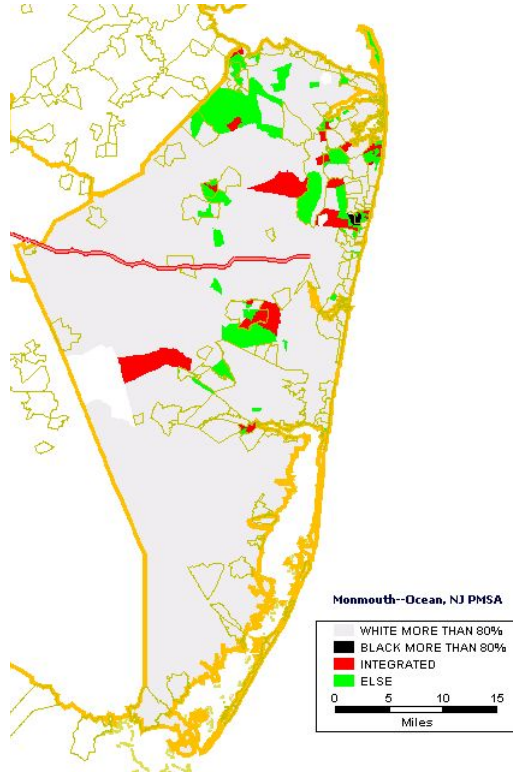 Monmouth--Ocean, NJ PMSA
WHITE MORE THAN 80%
BLACK MORE THAN 80%
INTEGRATED
ELSE
0 5 10 15
Miles